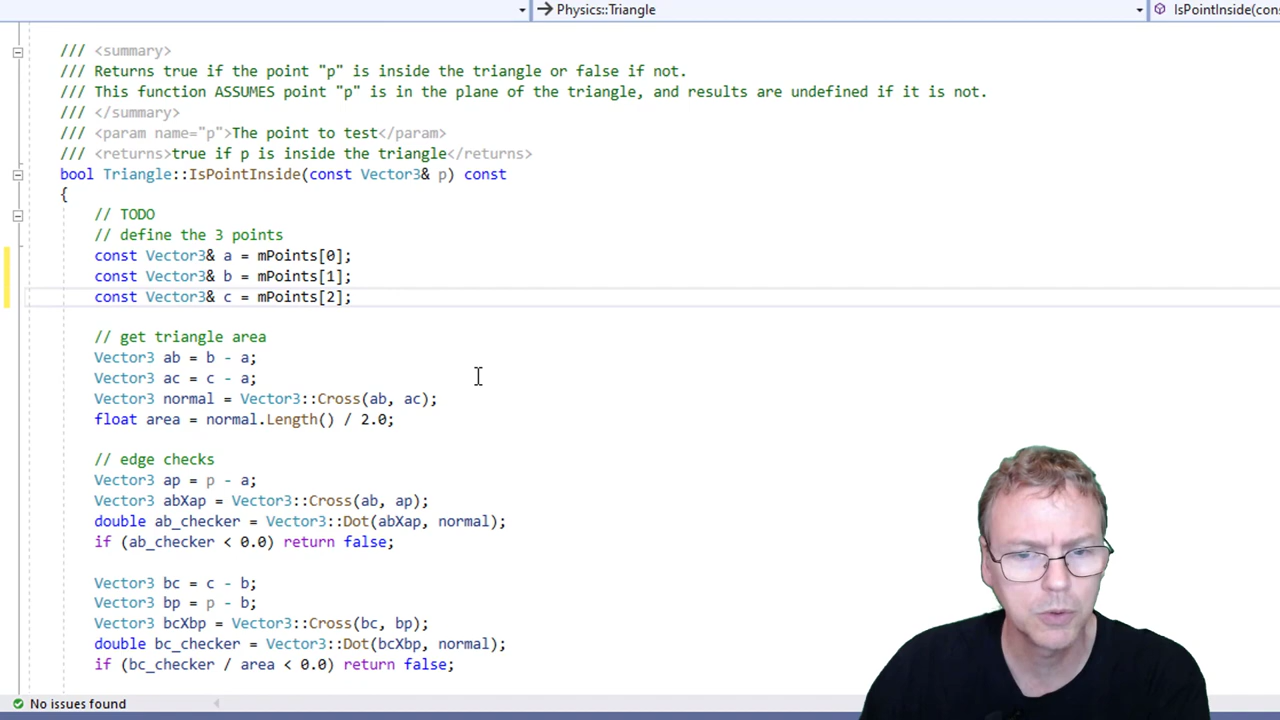 Physics::Triangle
IsPointInside(cons
/// <summary>
/// Returns true if the point "p" is inside the triangle or false if not.
/// This function ASSUMES point "p" is in the plane of the triangle, and results are undefined if it is not.
/// </summary>
/// <param name="p">The point to test</param>
/// <returns>true if p is inside the triangle</returns>
bool Triangle::IsPointInside(const Vector3& p) const
{
// TODO
// define the 3 points
const Vector3& a = mPoints[0];
const Vector3& b = mPoints[1];
const Vector3& c = mPoints[2];
// get triangle area
Vector3 ab = b - a;
Vector3 ac = c - a;
Vector3 normal = Vector3::Cross(ab, ac);
float area = normal.Length() / 2.0;
// edge checks
Vector3 ap = p - a;
Vector3 abXap = Vector3::Cross(ab, ap);
double ab_checker = Vector3::Dot(abXap, normal);
if (ab_checker < 0.0) return false;
Vector3 bc = c - b;
Vector3 bp = p - b;
Vector3 bcXbp = Vector3::Cross(bc, bp);
double bc_checker = Vector3::Dot(bcXbp, normal);
if (bc_checker / area < 0.0) return false;
No issues found